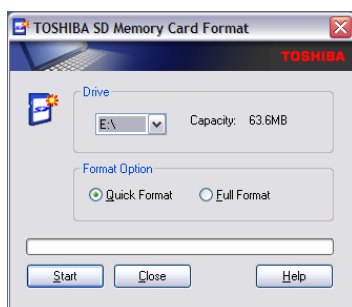 TOSHIBA SD Memory Card Format
TOSHIBA
Drive
E:\ Capacity: 63.6MB
Format Option
Quick Format Full Format
Start Close Help